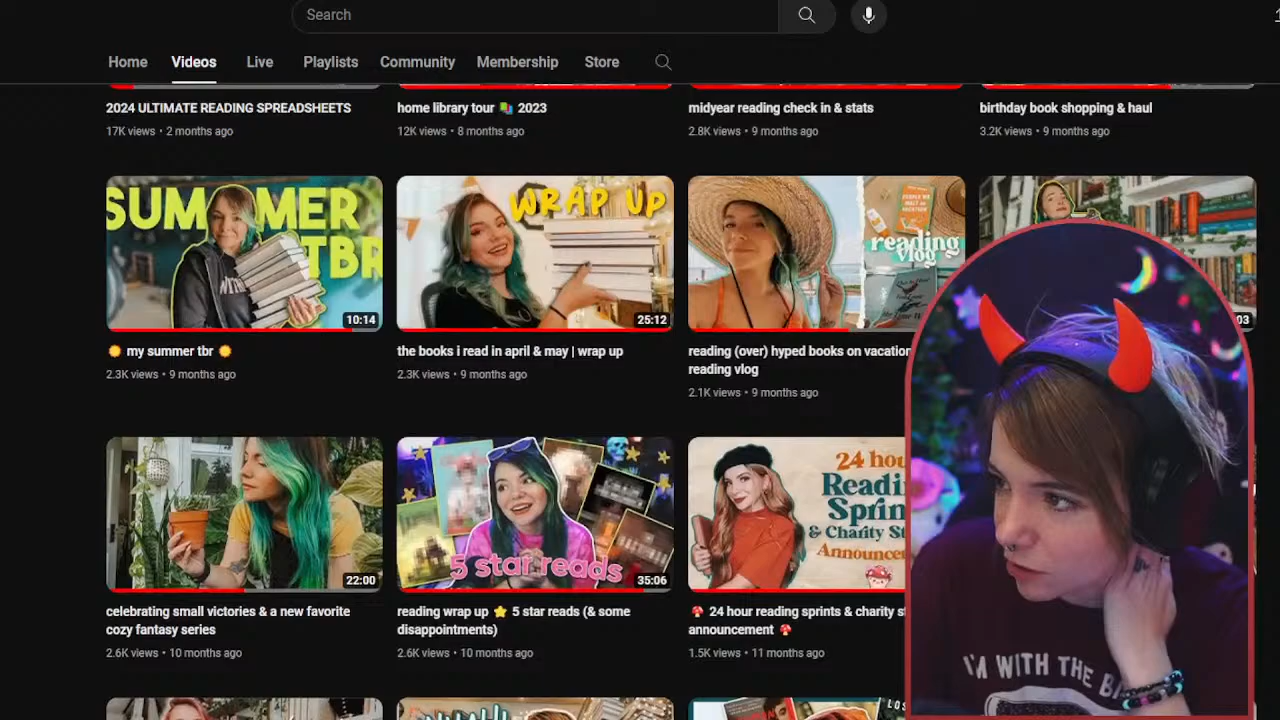 Search
Home
Videos
Live
Playlists
Community
Membership
Store
2024 ULTIMATE READING SPREADSHEETS
17K views • 2 months ago
home library tour 2023
12K views • 8 months ago
midyear reading check in & stats
2.8K views • 9 months ago
birthday book shopping & haul
3.2K views • 9 months ago
SUMMER
TBR
10:14
my summer tbr
2.3K views • 9 months ago
WRAP UP
25:12
the books i read in april & may | wrap up
2.3K views • 9 months ago
reading
vlog
reading (over) hyped books on vacation
reading vlog
2.1K views • 9 months ago
03
22:00
celebrating small victories & a new favorite
cozy fantasy series
2.6K views • 10 months ago
5 star reads
35:06
reading wrap up ⭐ 5 star reads (& some
disappointments)
2.6K views • 10 months ago
24 hou
Readi
Sprin
& Charity St
Announce
24 hour reading sprints & charity st
announcement
1.5K views • 11 months ago
I'M WITH THE BA